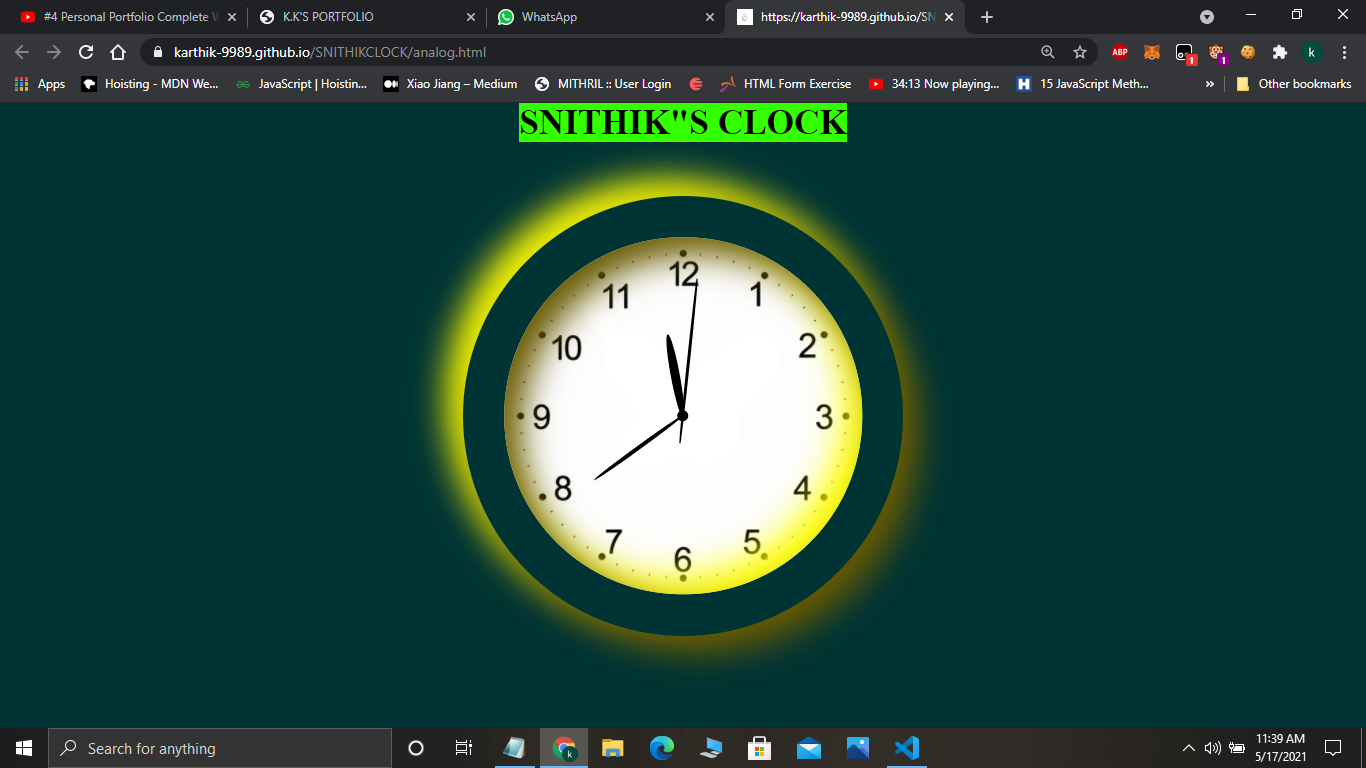 #4 Personal Portfolio Complete W
K.K'S PORTFOLIO
WhatsApp
https://karthik-9989.github.io/SN
karthik-9989.github.io/SNITHIKCLOCK/analog.html
ABP
1
1
k
Apps
Hoisting - MDN We...
JavaScript | Hoistin...
Xiao Jiang – Medium
MITHRIL :: User Login
HTML Form Exercise
34:13 Now playing...
H
15 JavaScript Meth...
»
Other bookmarks
SNITHIK"S CLOCK
12
11
1
10
2
9
3
8
4
7
5
6
Search for anything
k
11:39 AM
5/17/2021